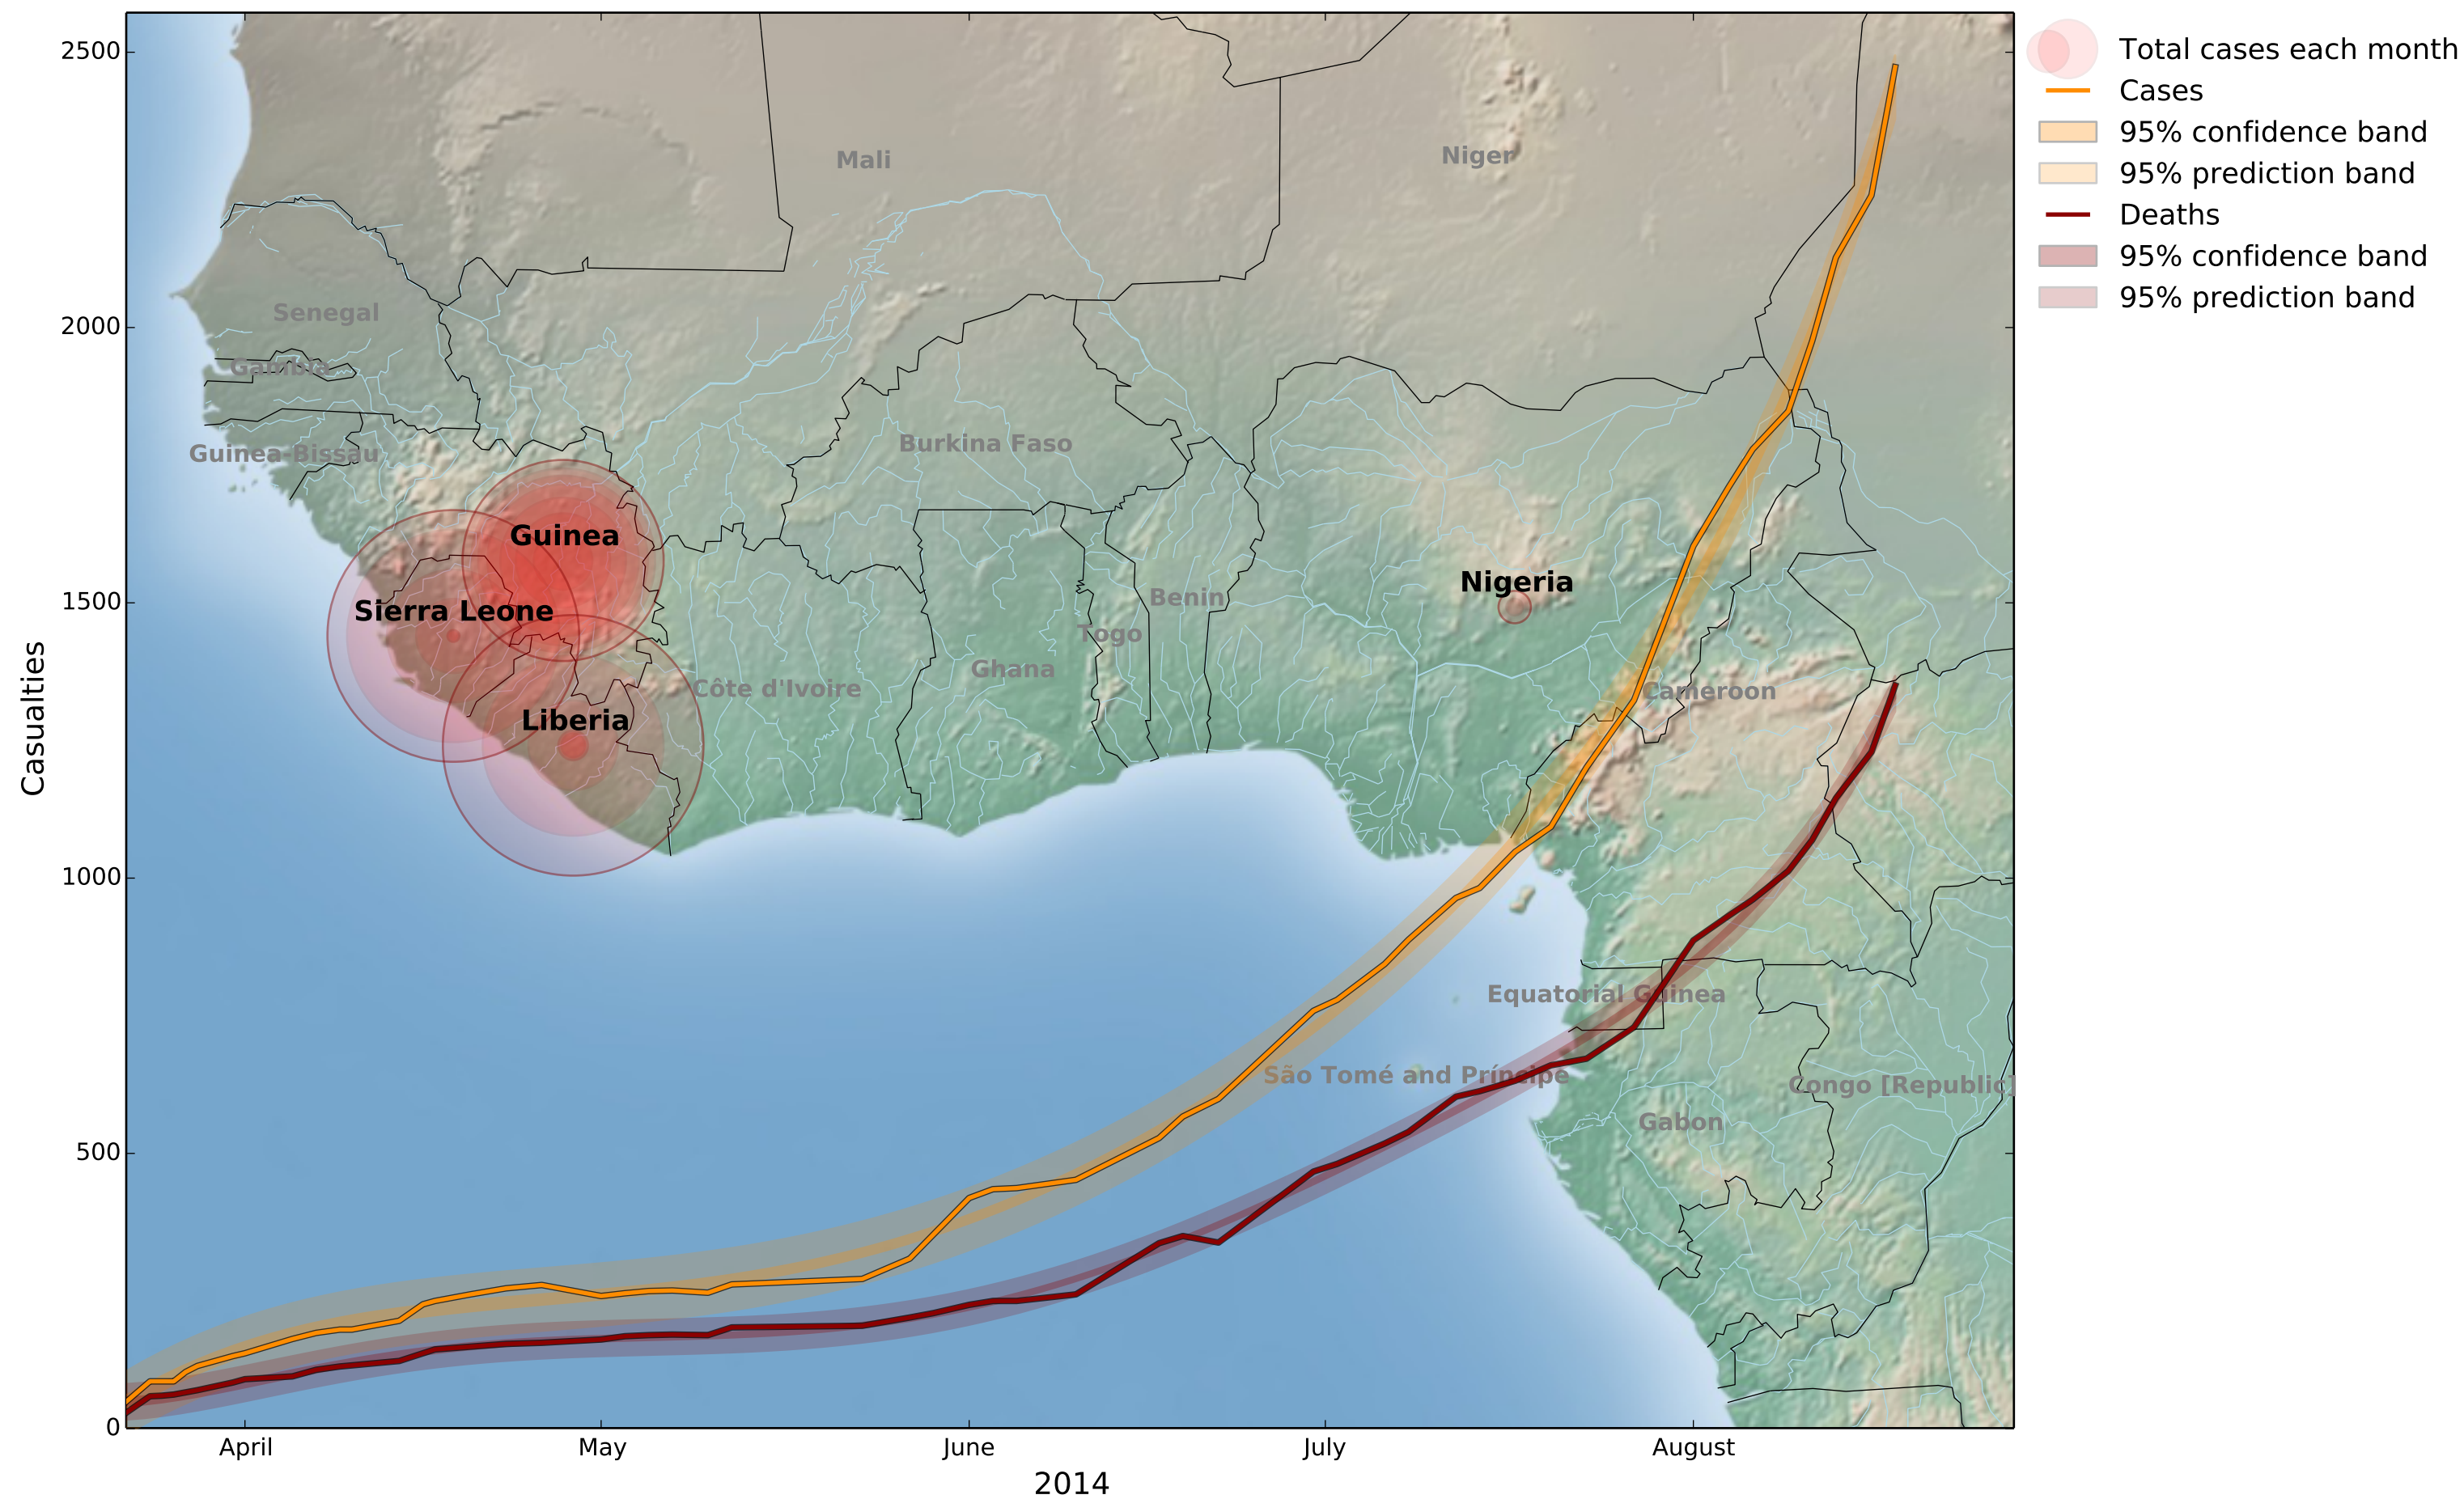 2500
2000
1500
1000
500
0
Casualties
April
May
June
July
August
2014
Mali
Niger
Senegal
Gambia
Guinea-Bissau
Burkina Faso
Guinea
Sierra Leone
Liberia
Nigeria
Benin
Togo
Ghana
Côte d'Ivoire
Cameroon
Equatorial Guinea
São Tomé and Príncipe
Congo [Republic]
Gabon
Total cases each month
Cases
95% confidence band
95% prediction band
Deaths
95% confidence band
95% prediction band